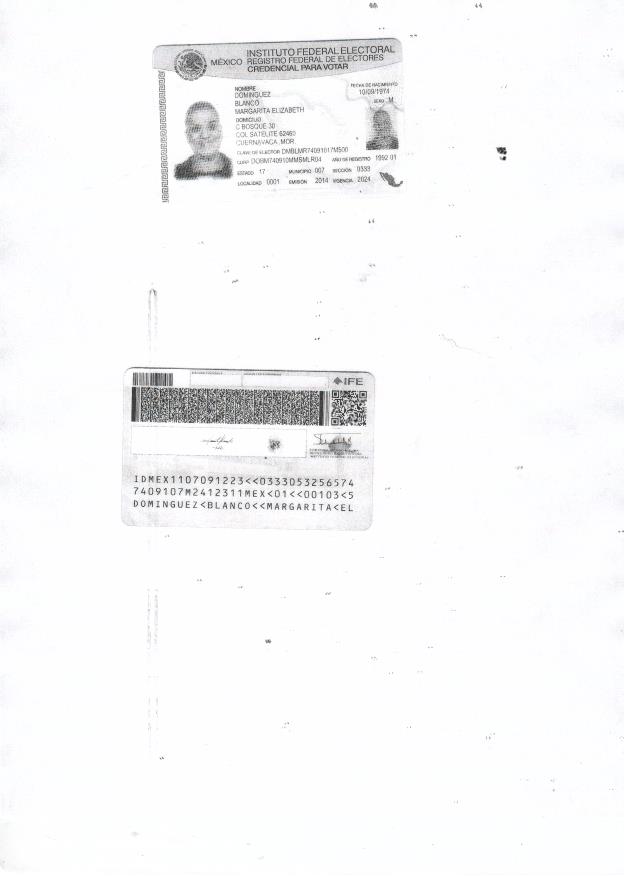 INSTITUTO FEDERAL ELECTORAL
MÉXICO REGISTRO FEDERAL DE ELECTORES
CREDENCIAL PARA VOTAR
NOMBRE
DOMINGUEZ
BLANCO
MARGARITA ELIZABETH
FECHA DE NACIMIENTO
10/09/1974
SEXO M
DOMICILIO
C BOSQUE 30
COL SATELITE 62460
CUERNAVACA ,MOR.
CLAVE DE ELECTOR DMBLMR74091017M500
CURP DOBM740910MMSMLR04 AÑO DE REGISTRO 1992 01
ESTADO 17 MUNICIPIO 007 SECCIÓN 0333
LOCALIDAD 0001 EMISIÓN 2014 VIGENCIA 2024
IFE
IDMEX1107091223<<0333053256574
7409107M2412311MEX<01<<00103<5
DOMINGUEZ<BLANCO<<MARGARITA<EL